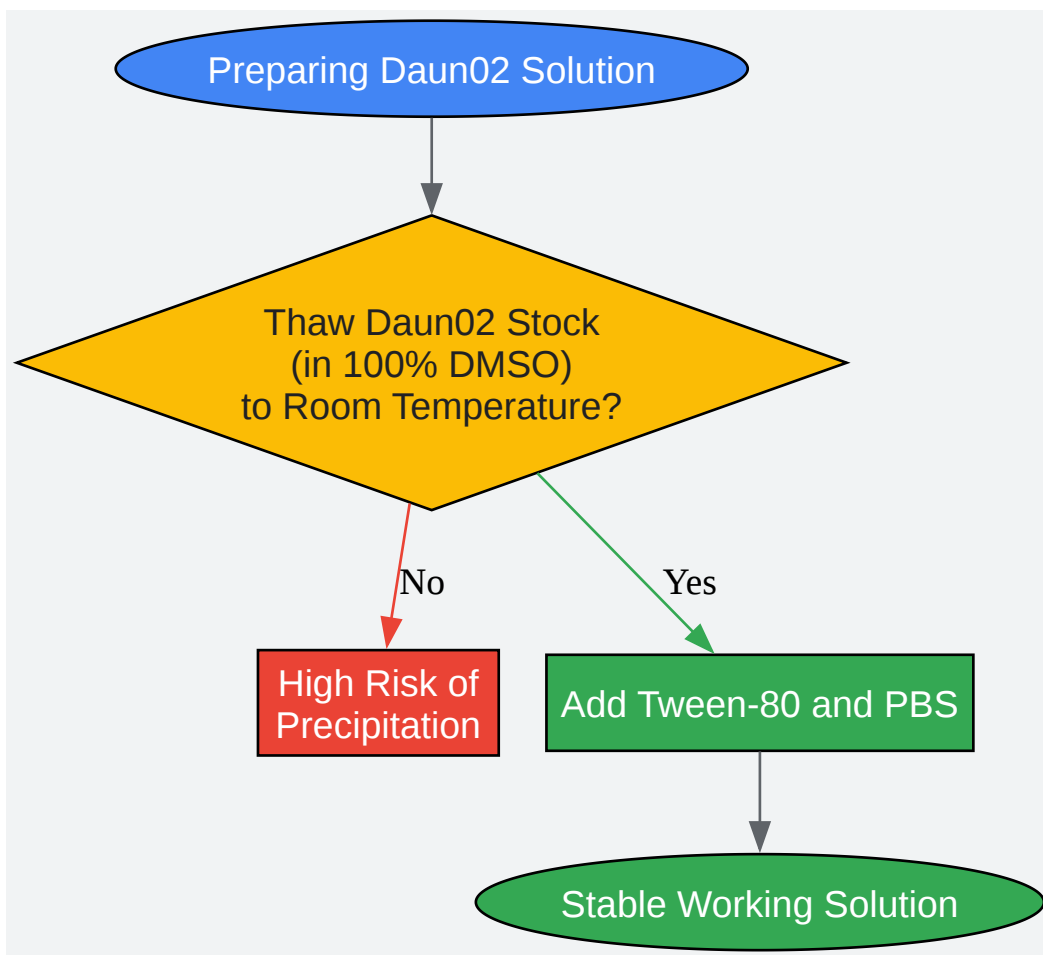 Preparing Daun02 Solution
Thaw Daun02 Stock
(in 100% DMSO)
to Room Temperature?
No
Yes
High Risk of
Precipitation
Add Tween-80 and PBS
Stable Working Solution